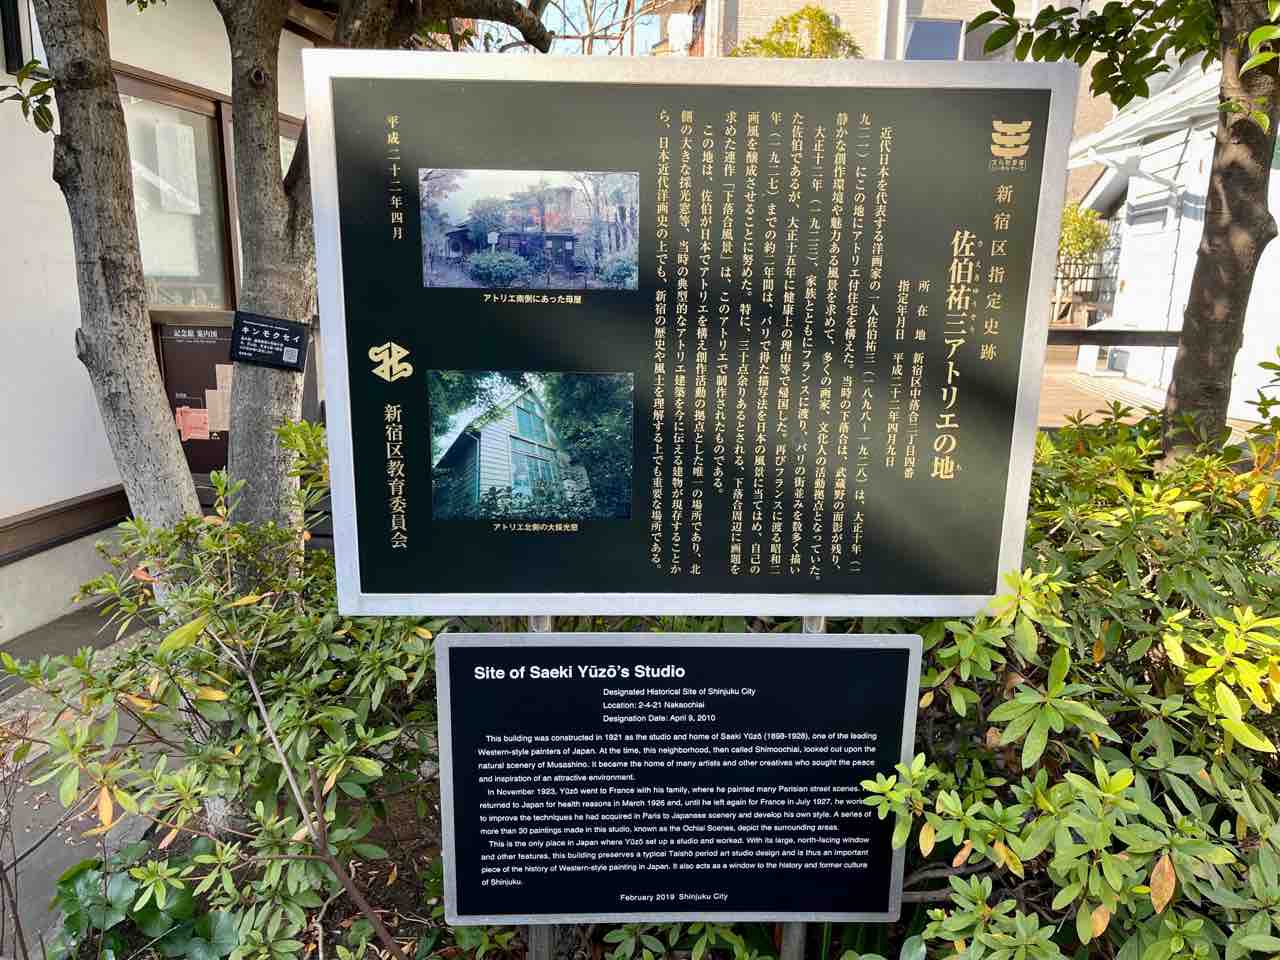 新宿区指定史跡
佐伯祐三アトリエの地
さえきゆうぞう
ち
所在地 新宿区中落合二丁目四番
指定年月日 平成二十二年四月九日
近代日本を代表する洋画家の一人佐伯祐三(一八九八~一九二八)は、大正十年(一
九二一)にこの地にアトリエ付住宅を構えた。当時の下落合は、武蔵野の面影が残り、
静かな創作環境や魅力ある風景を求めて、多くの画家、文化人の活動拠点となっていた。
大正十二年(一九二三)、家族とともにフランスに渡り、パリの街並みを数多く描い
た佐伯であるが、大正十五年に健康上の理由等で帰国した。再びフランスに渡る昭和二
年(一九二七)までの約二年間は、パリで得た描写法を日本の風景に当てはめ、自己の
画風を醸成させることに努めた。特に、三十点余りあるとされる、下落合周辺に画題を
求めた連作「下落合風景」は、このアトリエで制作されたものである。
この地は、佐伯が日本でアトリエを構え創作活動の拠点とした唯一の場所であり、北
側の大きな採光窓等、当時の典型的なアトリエ建築を今に伝える建物が現存することか
ら、日本近代洋画史の上でも、新宿の歴史や風土を理解する上でも重要な場所である。
アトリエ南側にあった母屋
アトリエ北側の大採光窓
平成二十二年四月
新宿区教育委員会
記念館 案内図
キンモクセイ
Site of Saeki Yūzō's Studio
Designated Historical Site of Shinjuku City
Location: 2-4-21 Nakaochiai
Designation Date: April 9, 2010
This building was constructed in 1921 as the studio and home of Saeki Yūzō (1898-1928), one of the leading
Western-style painters of Japan. At the time, this neighborhood, then called Shimoochiai, looked out upon the
natural scenery of Musashino. It became the home of many artists and other creatives who sought the peace
and inspiration of an attractive environment.
In November 1923, Yūzō went to France with his family, where he painted many Parisian street scenes.
returned to Japan for health reasons in March 1926 and, until he left again for France in July 1927, he
to improve the techniques he had acquired in Paris to Japanese scenery and develop his own style. A series of
more than 30 paintings made in this studio, known as the Ochiai Scenes, depict the surrounding areas.
This is the only place in Japan where Yūzō set up a studio and worked. With its large, north-facing window
and other features, this building preserves a typical Taishō period art studio design and is thus an important
piece of the history of Western-style painting in Japan. It also acts as a window to the history and former culture
of Shinjuku.
February 2019 Shinjuku City